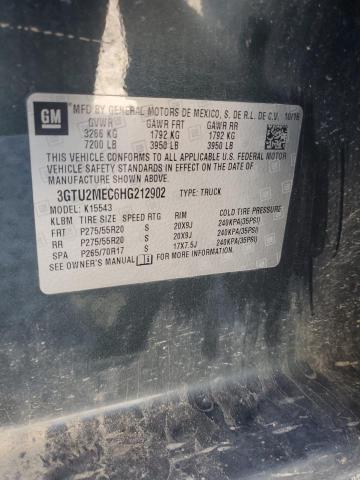 GM
MFD BY GENERAL MOTORS DE MEXICO, S. DE R.L. DE C.V. 10/16
GVWR GAWR FRT GAWR RR
3266 KG 1792 KG 1792 KG
7200 LB 3950 LB 3950 LB
THIS VEHICLE CONFORMS TO ALL APPLICABLE U.S. FEDERAL MOTOR
VEHICLE SAFETY STANDARDS IN EFFECT ON THE DATE OF
MANUFACTURE SHOWN ABOVE.
3GTU2MEC6HG212902 TYPE: TRUCK
MODEL: K15543
KLBM TIRE SIZE SPEED RTG RIM COLD TIRE PRESSURE
FRT P275/55R20 S 20X9J 240KPA(35PSI)
RR P275/55R20 S 20X9J 240KPA(35PSI)
SPA P265/70R17 S 17X7.5J 240KPA(35PSI)
SEE OWNER'S MANUAL FOR MORE INFORMATION.